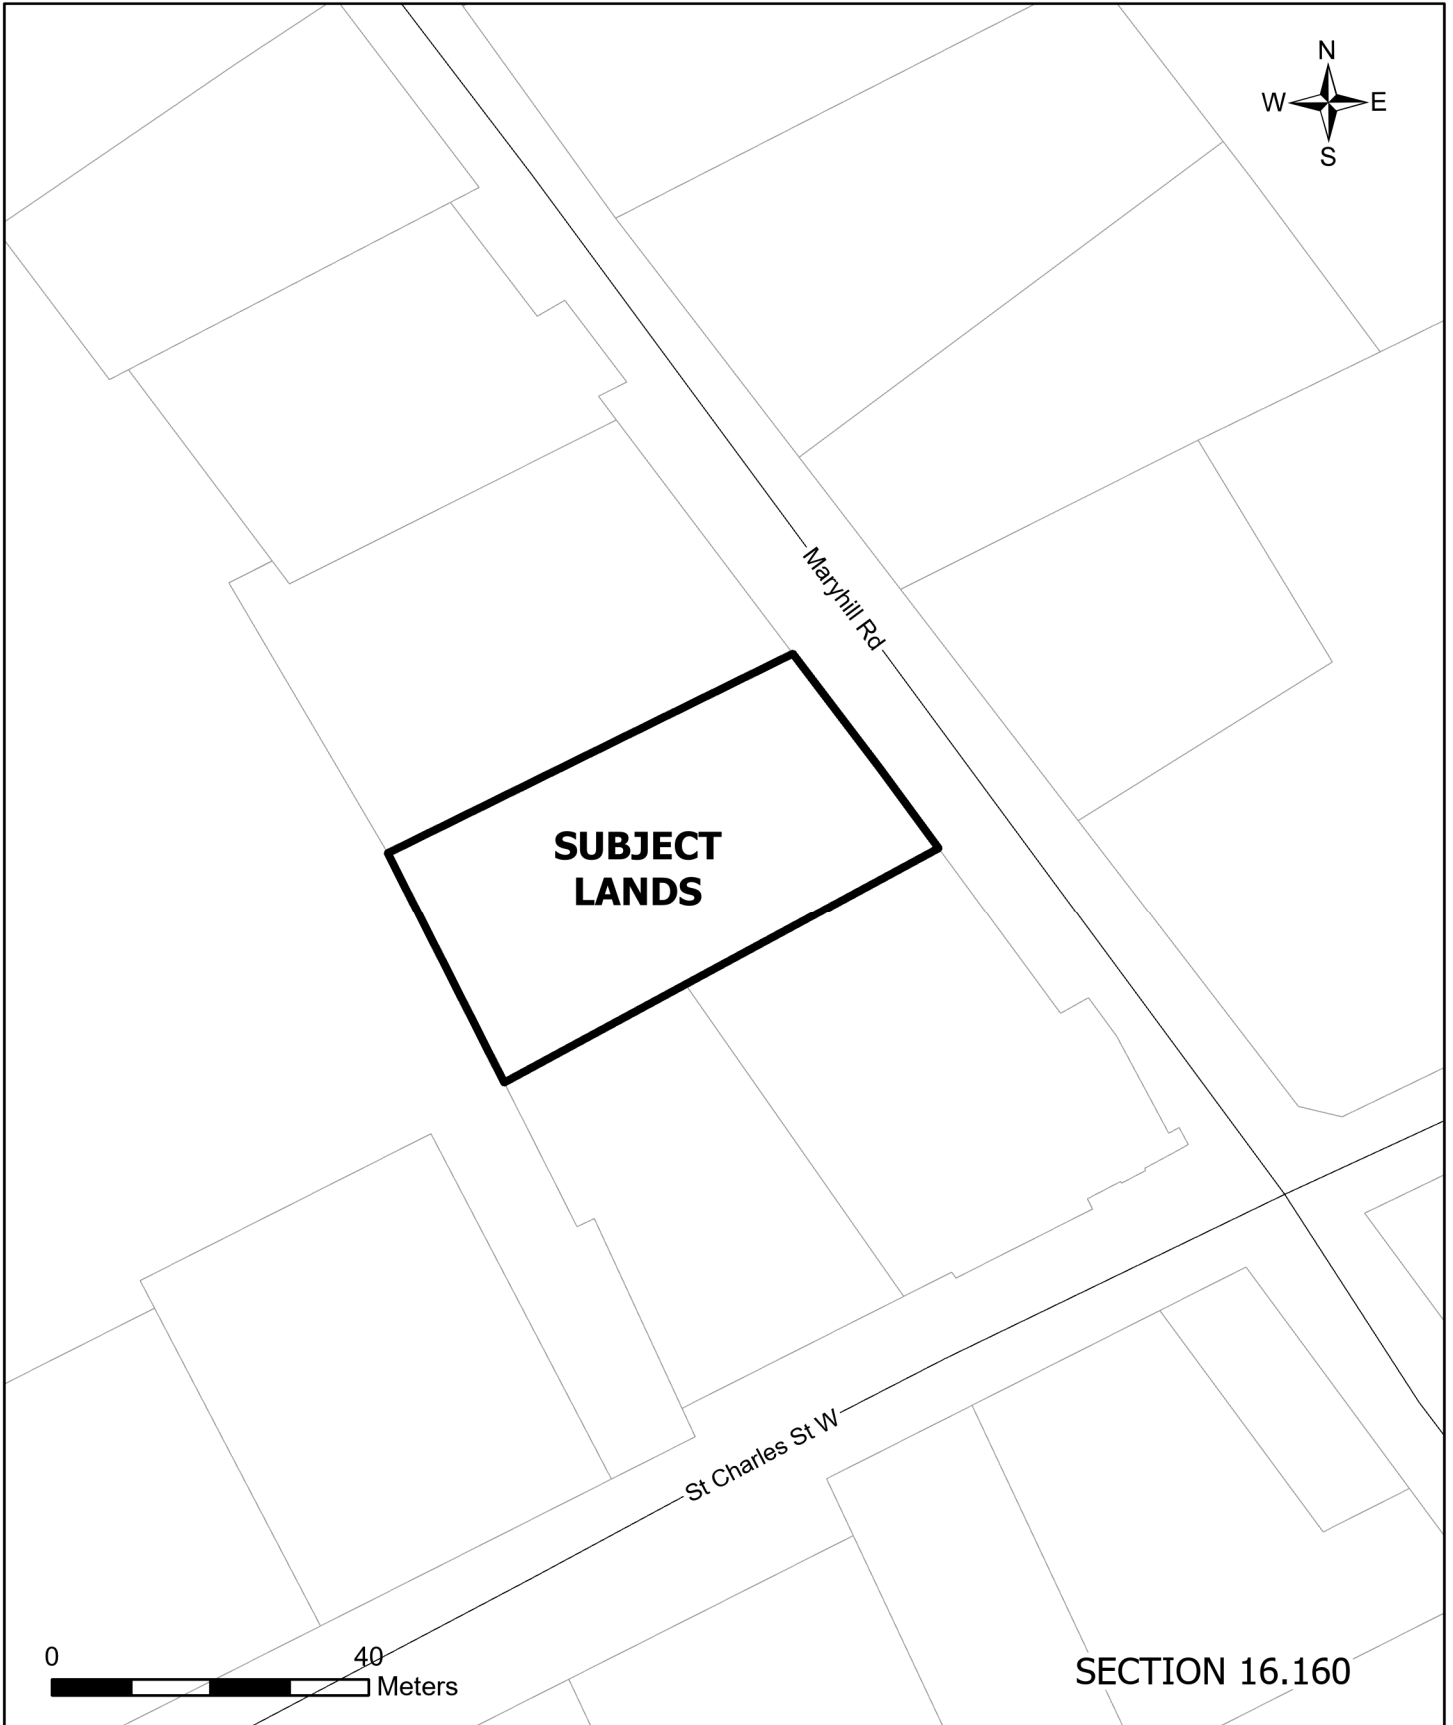 N
W E
S
Maryhill Rd
SUBJECT
LANDS
St Charles St W
0 40
Meters
SECTION 16.160